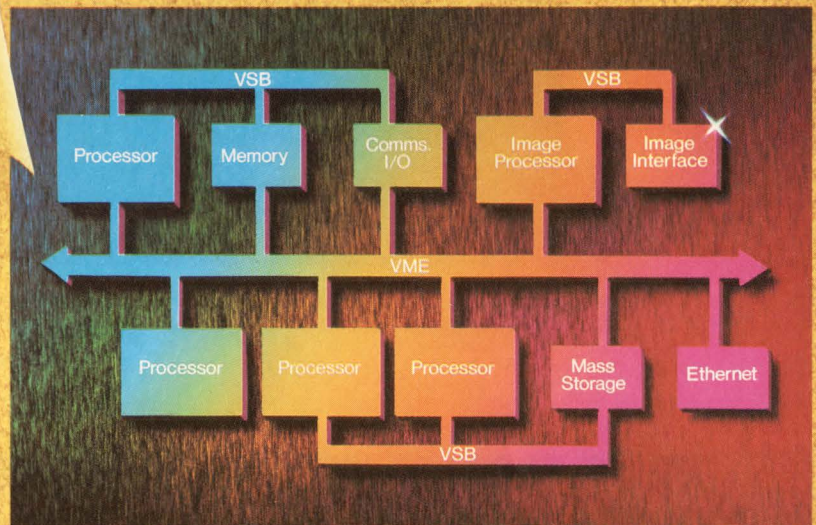 VSB
VSB
Processor
Memory
Comms.
I/O
Image
Processor
Image
Interface
VME
Processor
Processor
Processor
Mass
Storage
Ethernet
VSB